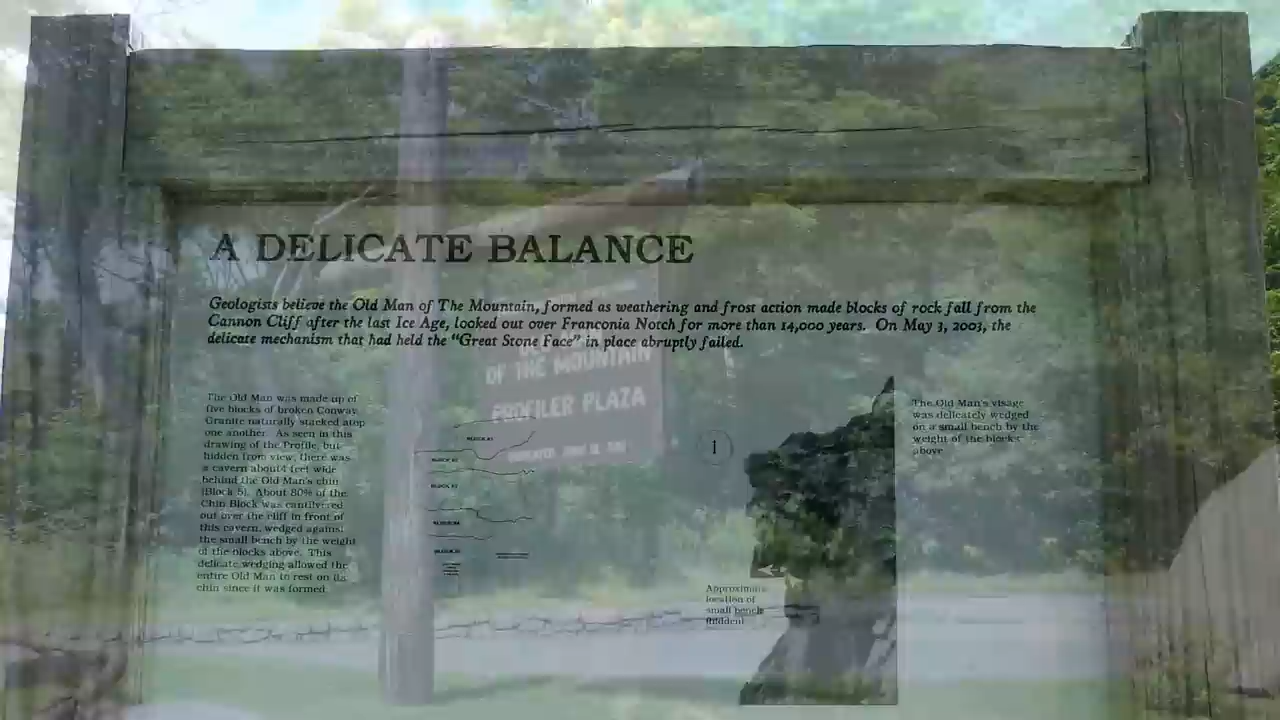 A DELICATE BALANCE
Geologists believe the Old Man of The Mountain, formed as weathering and frost action made blocks of rock fall from the
Cannon Cliff after the last Ice Age, looked out over Franconia Notch for more than 14,000 years. On May 3, 2003, the
delicate mechanism that had held the "Great Stone Face" in place abruptly failed.
OF THE MOUNTAIN
PROFILER PLAZA
The Old Man was made up of
five blocks of broken Conway
Granite naturally stacked atop
one another. As seen in this
drawing of the Profile, but
hidden from view, there was
a cavern about 4 feet wide
behind the Old Man's chin
(Block 5). About 80% of the
Chin Block was cantilvered
out over the cliff in front of
this cavern, wedged against
the small bench by the weight
of the blocks above. This
delicate wedging allowed the
entire Old Man to rest on its
chin since it was formed
1
Approximate
location of
small bench
(hidden)
The Old Man's visage
was delicately wedged
on a small bench by the
weight of the blocks
above